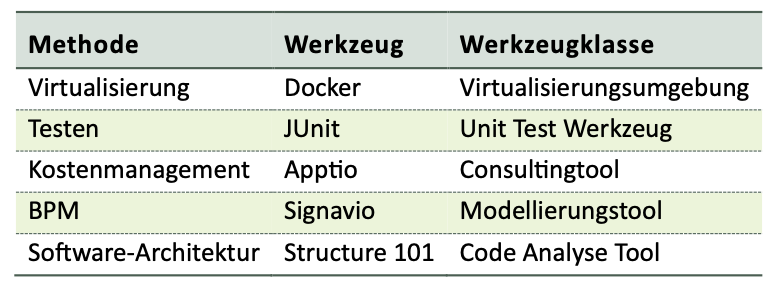 Methode Werkzeug Werkzeugklasse
Virtualisierung Docker Virtualisierungsumgebung
Testen JUnit Unit Test Werkzeug
Kostenmanagement Apptio Consultingtool
BPM Signavio Modellierungstool
Software-Architektur Structure 101 Code Analyse Tool